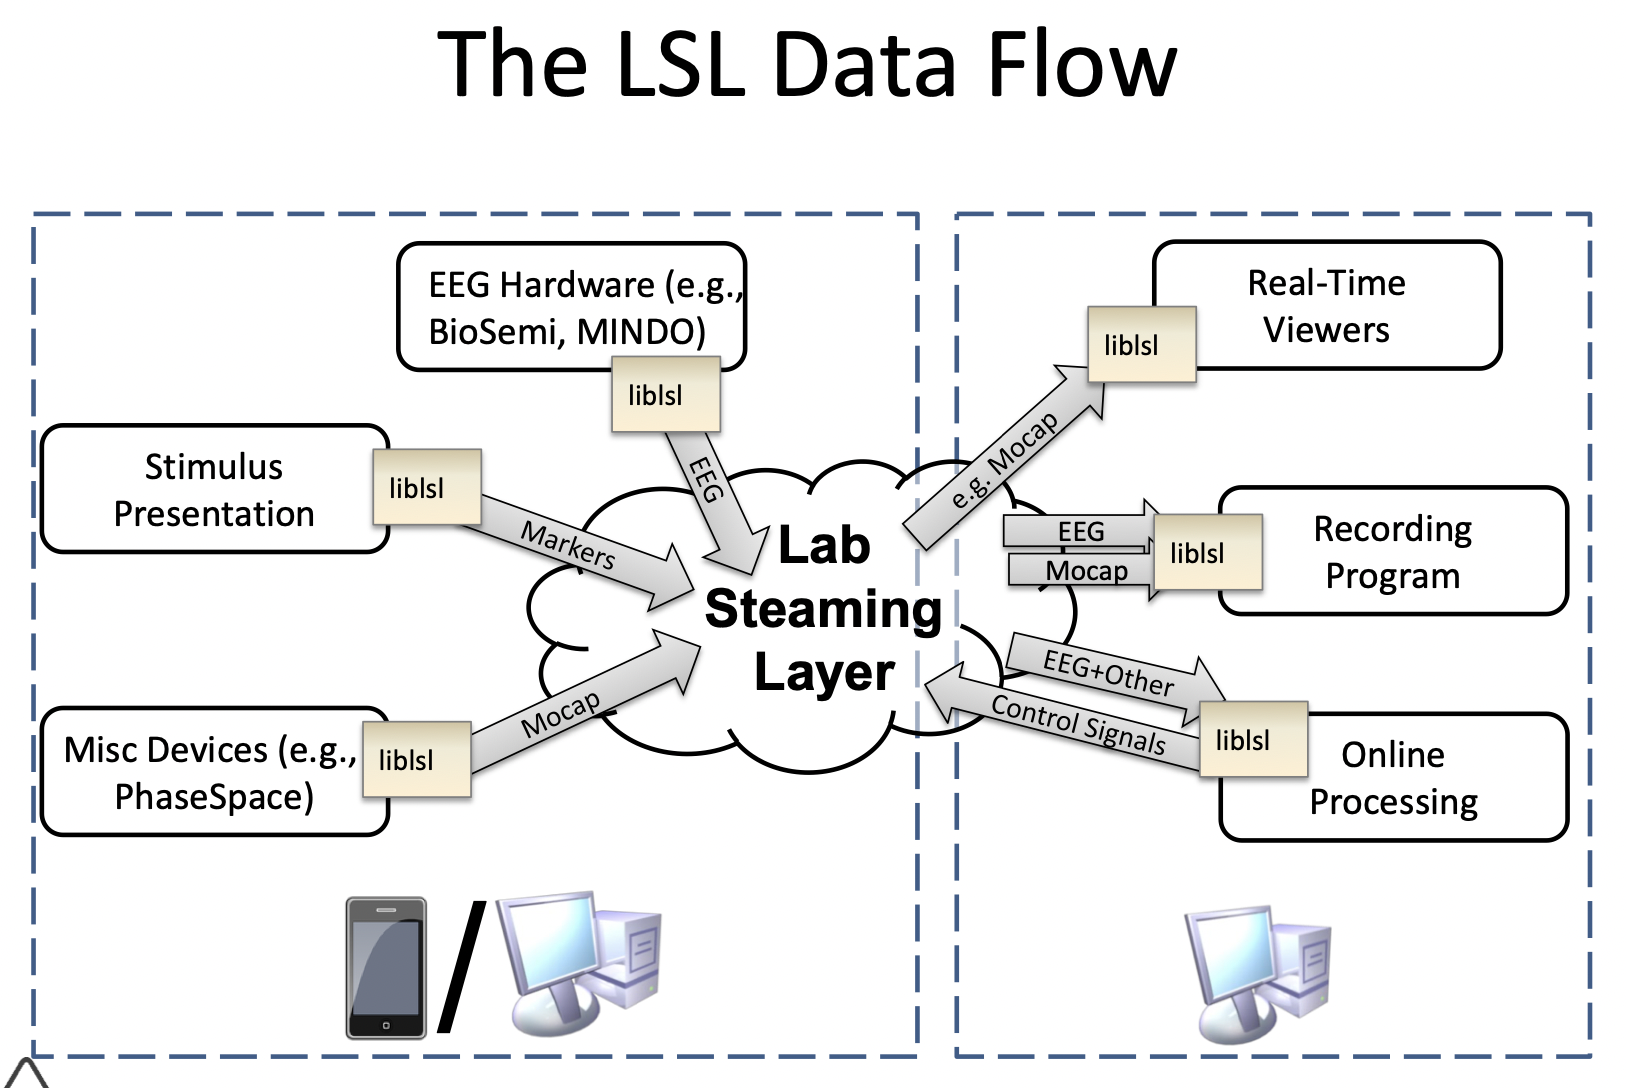 The LSL Data Flow
EEG Hardware (e.g.,
BioSemi, MINDO)
liblsl
EEG
Stimulus
Presentation
liblsl
Markers
Misc Devices (e.g.,
PhaseSpace)
liblsl
Mocap
Lab
Steaming
Layer
/
Real-Time
Viewers
liblsl
e.g. Mocap
Recording
Program
liblsl
EEG
Mocap
Online
Processing
liblsl
EEG+Other
Control Signals